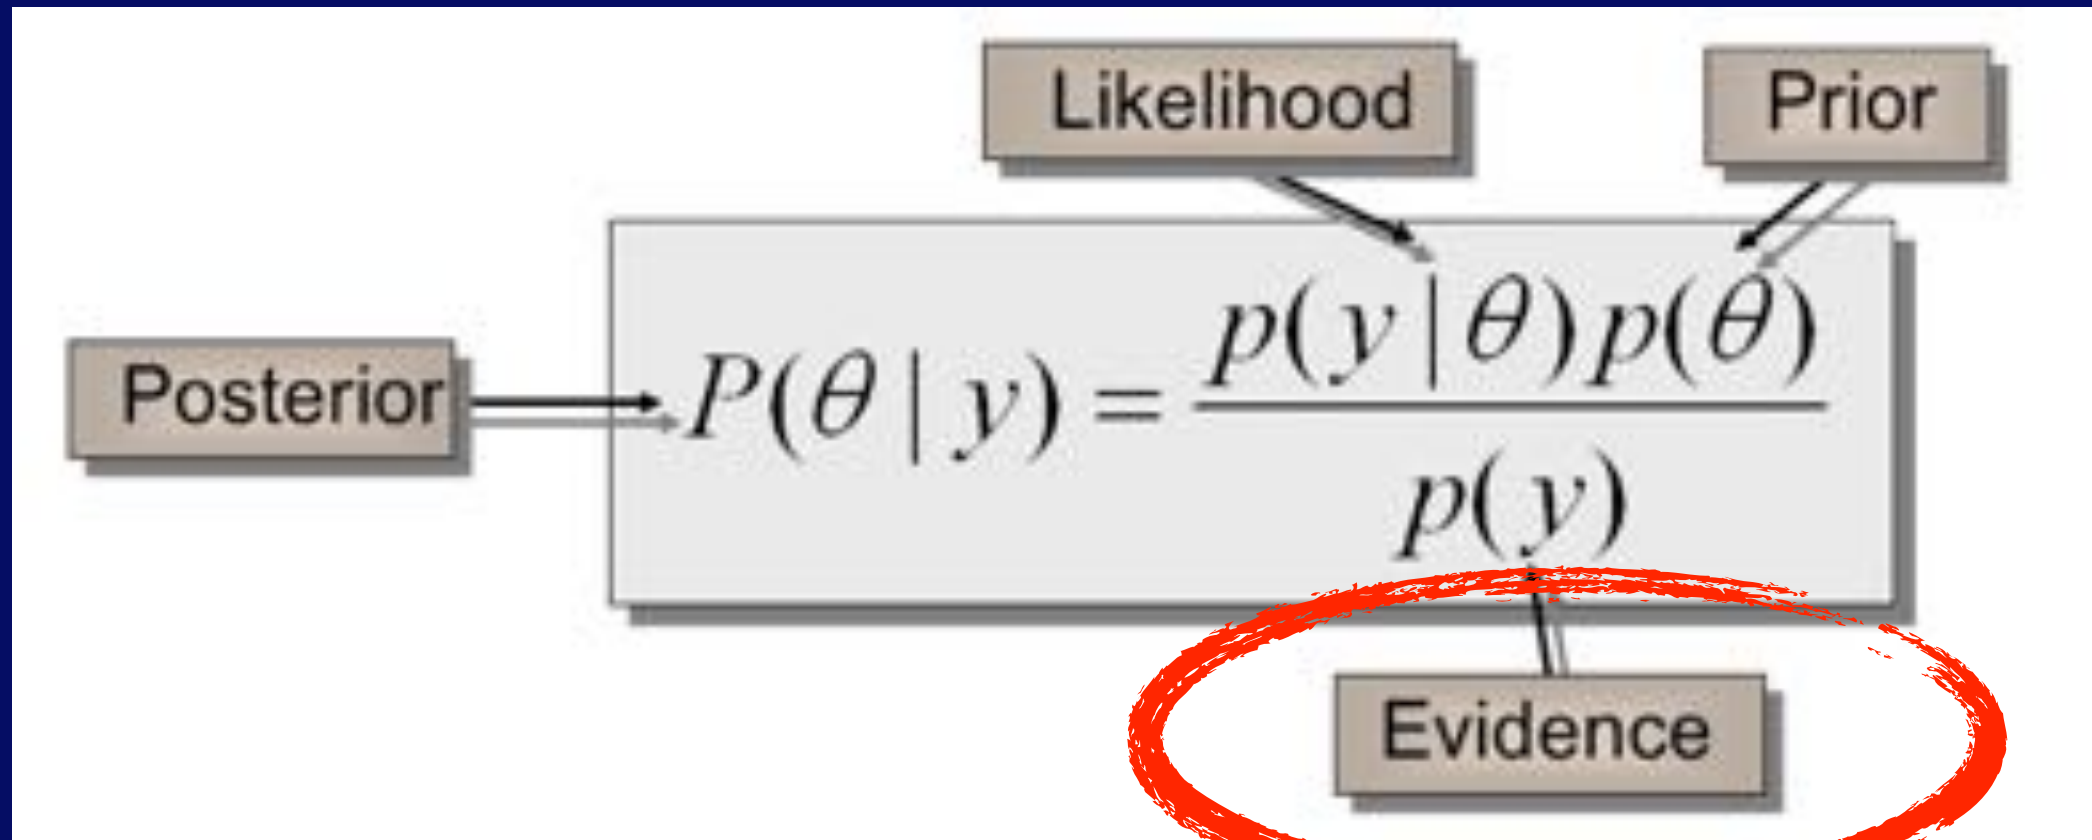 Likelihood
Prior
Posterior
P(θ | y) = p(y | θ) p(θ)
p(y)
Evidence